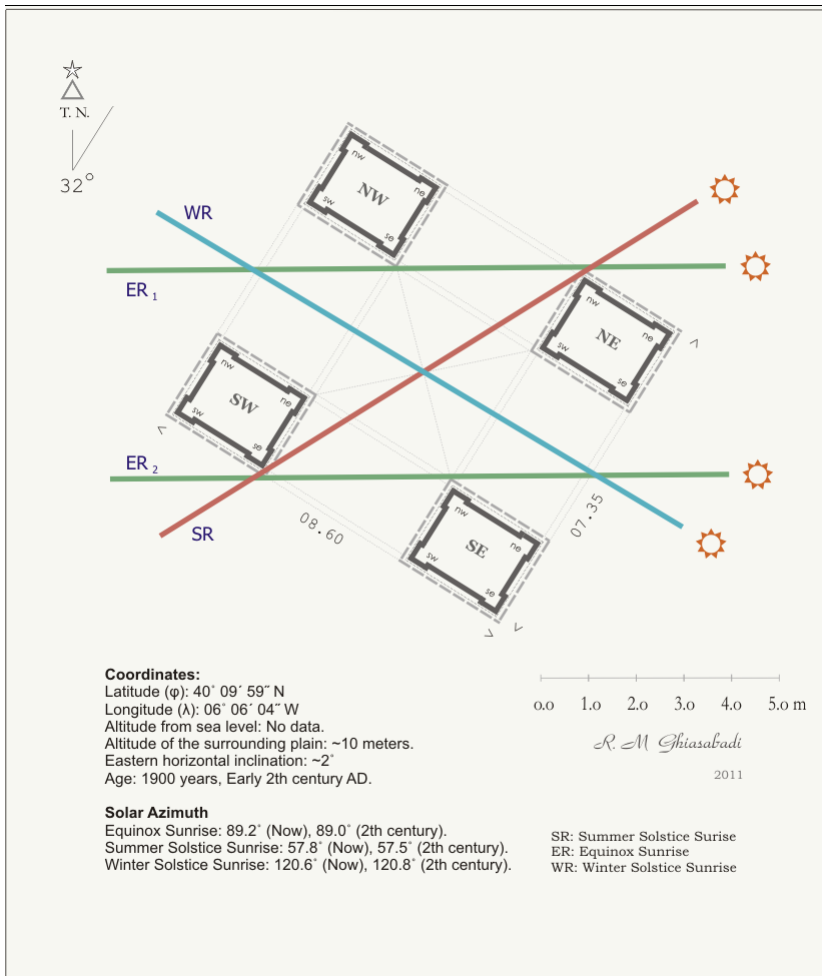 T. N.
32°
WR
nw
NW
ne
sw
se
ER 1
nw
NE
ne
sw
se
nw
SW
ne
sw
se
ER 2
SR
08.60
nw
SE
ne
sw
se
07.35
Coordinates:
Latitude (φ): 40° 09´ 59˝ N
Longitude (λ): 06° 06´ 04˝ W
Altitude from sea level: No data.
Altitude of the surrounding plain: ~10 meters.
Eastern horizontal inclination: ~2°
Age: 1900 years, Early 2th century AD.
0.0 1.0 2.0 3.0 4.0 5.0 m
R. M Ghiasabadi
2011
Solar Azimuth
Equinox Sunrise: 89.2° (Now), 89.0° (2th century).
Summer Solstice Sunrise: 57.8° (Now), 57.5° (2th century).
Winter Solstice Sunrise: 120.6° (Now), 120.8° (2th century).
SR: Summer Solstice Surise
ER: Equinox Sunrise
WR: Winter Solstice Sunrise